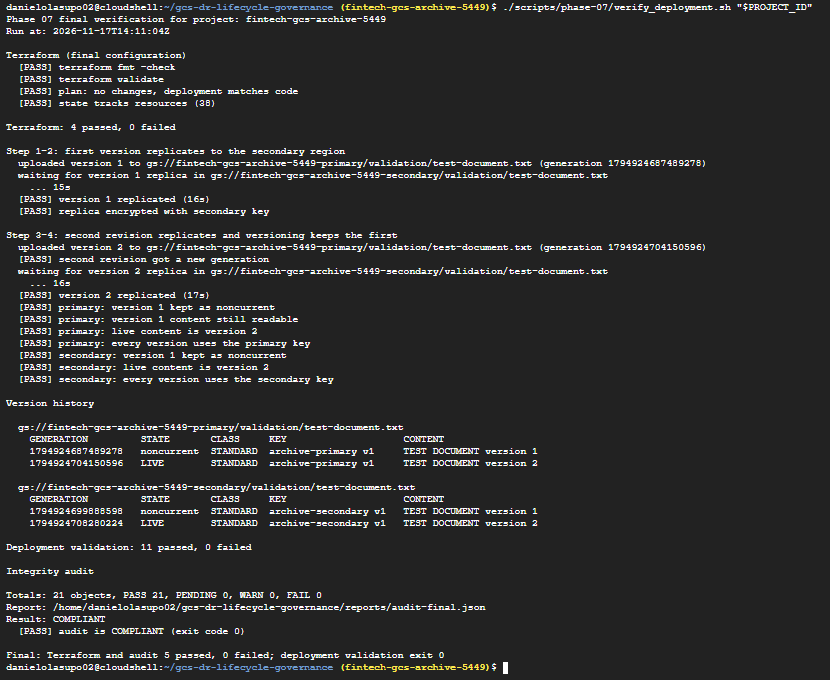 danielolasupo02@cloudshell:~/gcs-dr-lifecycle-governance (fintech-gcs-archive-5449)$ ./scripts/phase-07/verify_deployment.sh "$PROJECT_ID"
Phase 07 final verification for project: fintech-gcs-archive-5449
Run at: 2026-11-17T14:11:04Z
Terraform (final configuration)
[PASS] terraform fmt -check
[PASS] terraform validate
[PASS] plan: no changes, deployment matches code
[PASS] state tracks resources (38)
Terraform: 4 passed, 0 failed
Step 1-2: first version replicates to the secondary region
uploaded version 1 to gs://fintech-gcs-archive-5449-primary/validation/test-document.txt (generation 1794924687489278)
waiting for version 1 replica in gs://fintech-gcs-archive-5449-secondary/validation/test-document.txt
... 15s
[PASS] version 1 replicated (16s)
[PASS] replica encrypted with secondary key
Step 3-4: second revision replicates and versioning keeps the first
uploaded version 2 to gs://fintech-gcs-archive-5449-primary/validation/test-document.txt (generation 1794924704150596)
[PASS] second revision got a new generation
waiting for version 2 replica in gs://fintech-gcs-archive-5449-secondary/validation/test-document.txt
... 16s
[PASS] version 2 replicated (17s)
[PASS] primary: version 1 kept as noncurrent
[PASS] primary: version 1 content still readable
[PASS] primary: live content is version 2
[PASS] primary: every version uses the primary key
[PASS] secondary: version 1 kept as noncurrent
[PASS] secondary: live content is version 2
[PASS] secondary: every version uses the secondary key
Version history
gs://fintech-gcs-archive-5449-primary/validation/test-document.txt
GENERATION STATE CLASS KEY CONTENT
1794924687489278 noncurrent STANDARD archive-primary v1 TEST DOCUMENT version 1
1794924704150596 LIVE STANDARD archive-primary v1 TEST DOCUMENT version 2
gs://fintech-gcs-archive-5449-secondary/validation/test-document.txt
GENERATION STATE CLASS KEY CONTENT
1794924699888598 noncurrent STANDARD archive-secondary v1 TEST DOCUMENT version 1
1794924708280224 LIVE STANDARD archive-secondary v1 TEST DOCUMENT version 2
Deployment validation: 11 passed, 0 failed
Integrity audit
Totals: 21 objects, PASS 21, PENDING 0, WARN 0, FAIL 0
Report: /home/danielolasupo02/gcs-dr-lifecycle-governance/reports/audit-final.json
Result: COMPLIANT
[PASS] audit is COMPLIANT (exit code 0)
Final: Terraform and audit 5 passed, 0 failed; deployment validation exit 0
danielolasupo02@cloudshell:~/gcs-dr-lifecycle-governance (fintech-gcs-archive-5449)$